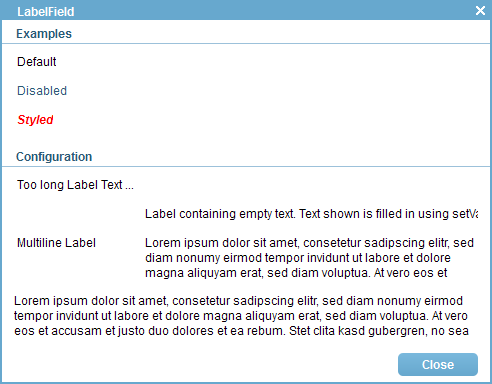 LabelField
Examples
Default
Disabled
Styled
Configuration
Too long Label Text ...
Label containing empty text. Text shown is filled in using setVa
Multiline Label
Lorem ipsum dolor sit amet, consetetur sadipscing elitr, sed
diam nonumy eirmod tempor invidunt ut labore et dolore
magna aliquyam erat, sed diam voluptua. At vero eos et
Lorem ipsum dolor sit amet, consetetur sadipscing elitr, sed diam nonumy eirmod
tempor invidunt ut labore et dolore magna aliquyam erat, sed diam voluptua. At vero
eos et accusam et justo duo dolores et ea rebum. Stet clita kasd gubergren, no sea
Close